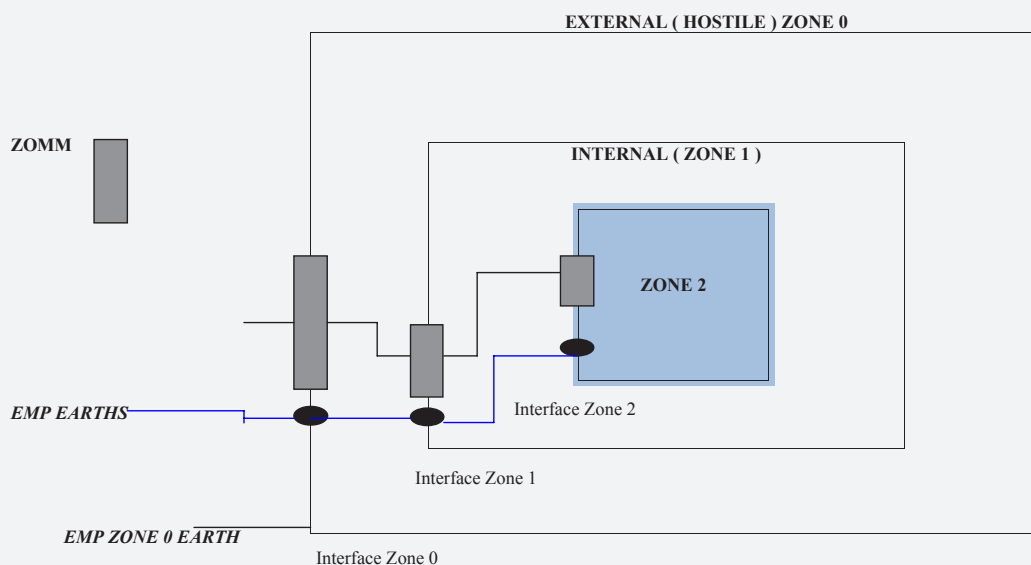 EXTERNAL ( HOSTILE ) ZONE 0
ZOMM
INTERNAL ( ZONE 1 )
ZONE 2
EMP EARTHS
Interface Zone 2
Interface Zone 1
EMP ZONE 0 EARTH
Interface Zone 0